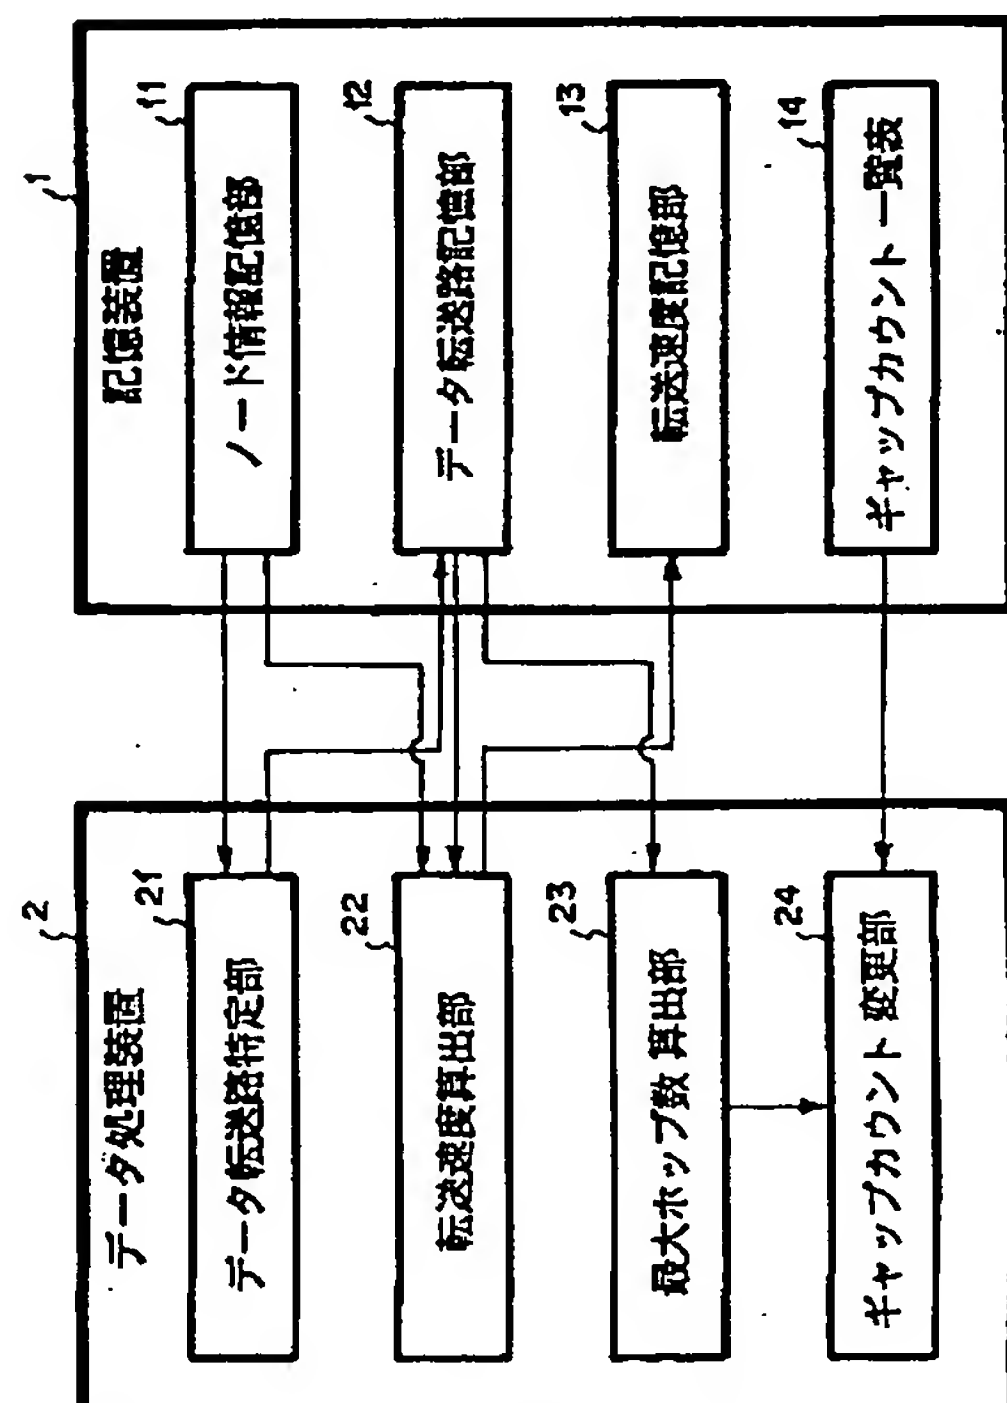 2
データ処理装置
21
データ転送路特定部
22
転送速度算出部
23
最大ホップ数 算出部
24
ギャップカウント 変更部
1
記憶装置
11
ノード情報記憶部
12
データ転送路記憶部
13
転送速度記憶部
14
ギャップカウント一覧表